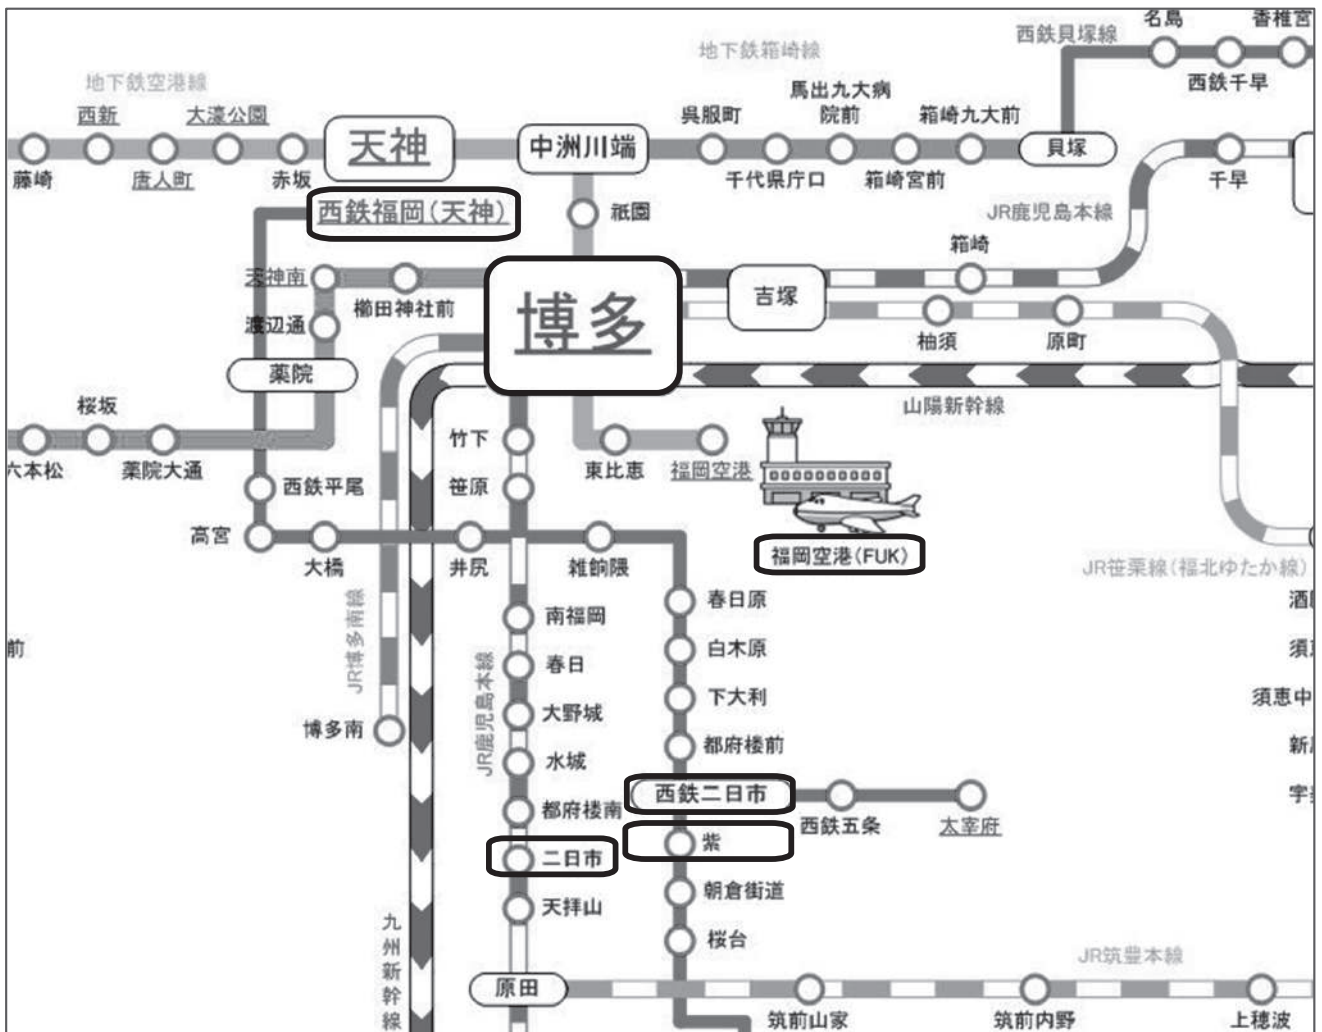 名島
香椎宮
西鉄貝塚線
地下鉄箱崎線
西鉄千早
地下鉄空港線
馬出九大病
院前
西新
大濠公園
呉服町
箱崎九大前
天神
中洲川端
貝塚
藤崎
唐人町
赤坂
千代県庁口
箱崎宮前
千早
西鉄福岡(天神)
祇園
JR鹿児島本線
箱崎
天神南
櫛田神社前
博多
吉塚
渡辺通
柚須
原町
薬院
山陽新幹線
桜坂
竹下
六本松
薬院大通
東比恵
福岡空港
西鉄平尾
笹原
高宮
大橋
井尻
雑餉隈
福岡空港(FUK)
JR笹栗線(福北ゆたか線)
春日原
南福岡
JR博多南線
前
白木原
春日
下大利
須恵中
大野城
JR鹿児島本線
博多南
都府楼前
水城
西鉄二日市
都府楼南
西鉄五条
太宰府
紫
二日市
朝倉街道
天拝山
桜台
九州新幹線
JR筑豊本線
原田
筑前山家
筑前内野
上穂波